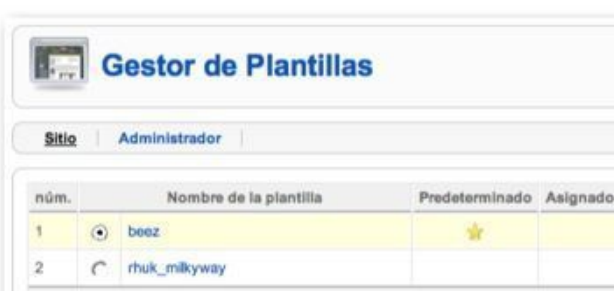 Gestor de Plantillas
Sitio Administrador
núm. Nombre de la plantilla Predeterminado Asignado
1 beez
2 rhuk_milkyway